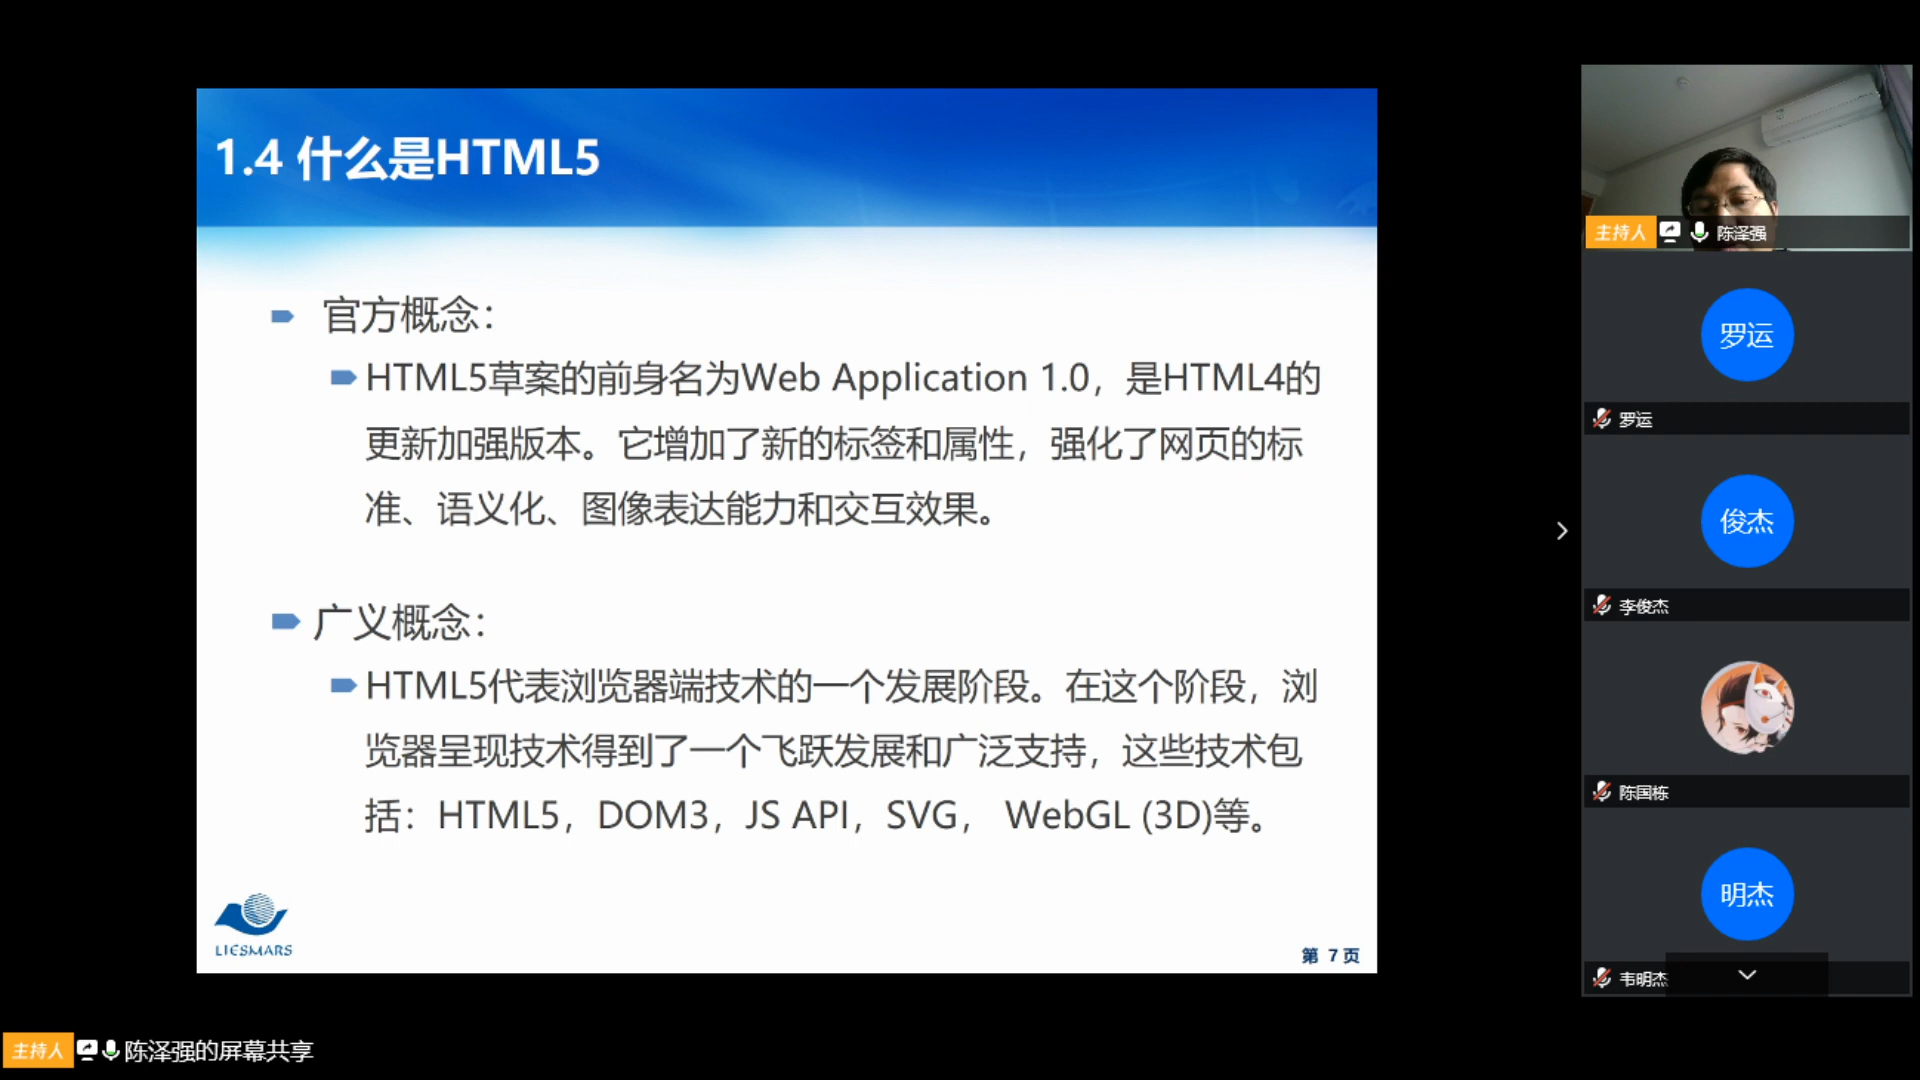 1.4 什么是HTML5
官方概念：
HTML5草案的前身名为Web Application 1.0，是HTML4的
更新加强版本。它增加了新的标签和属性，强化了网页的标
准、语义化、图像表达能力和交互效果。
广义概念：
HTML5代表浏览器端技术的一个发展阶段。在这个阶段，浏
览器呈现技术得到了一个飞跃发展和广泛支持，这些技术包
括：HTML5，DOM3，JS API，SVG， WebGL (3D)等。
LIESMARS
第 7 页
主持人 陈泽强
罗运
罗运
俊杰
李俊杰
陈国栋
明杰
韦明杰
主持人 陈泽强的屏幕共享